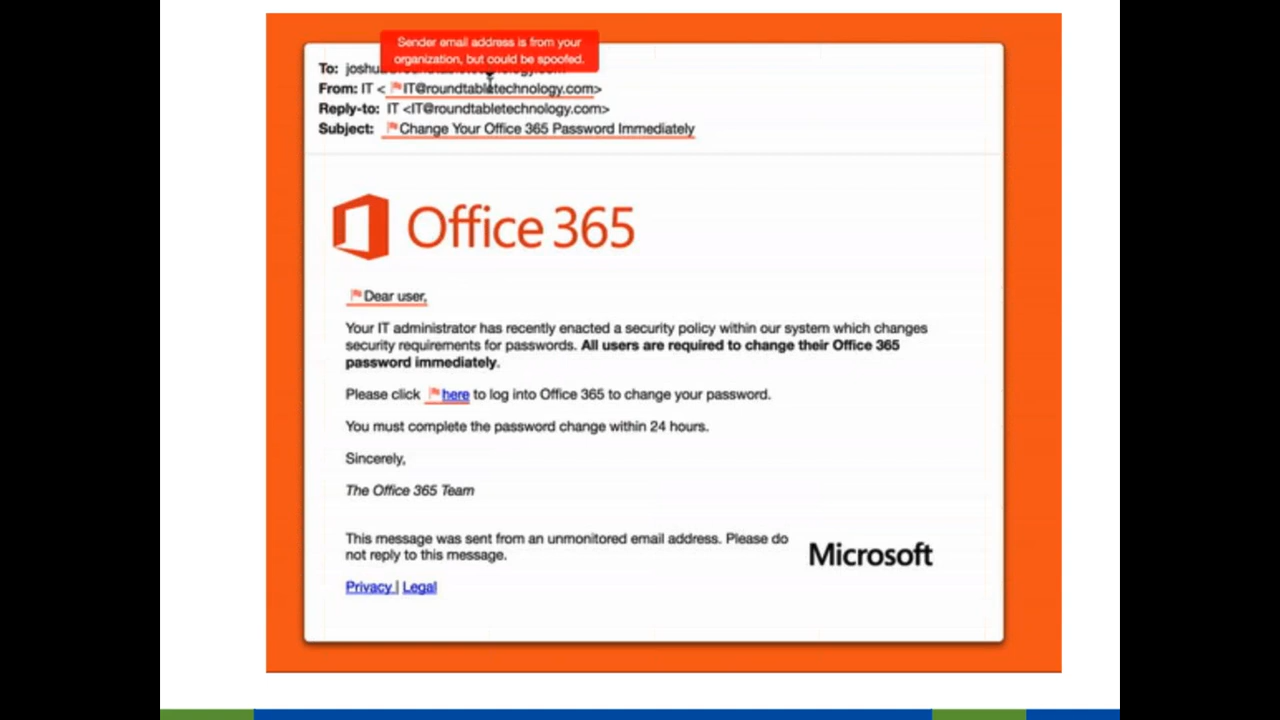 Sender email address is from your
organization, but could be spoofed.
To:
From: IT < IT@roundtabletechnology.com>
Reply-to: IT <IT@roundtabletechnology.com>
Subject: Change Your Office 365 Password Immediately
Office 365
Dear user,
Your IT administrator has recently enacted a security policy within our system which changes
security requirements for passwords. All users are required to change their Office 365
password immediately.
Please click here to log into Office 365 to change your password.
You must complete the password change within 24 hours.
Sincerely,
The Office 365 Team
This message was sent from an unmonitored email address. Please do
not reply to this message.
Microsoft
Privacy | Legal